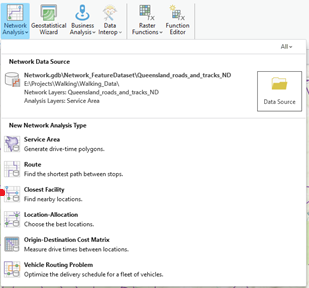 Network Analysis
Geostatistical Wizard
Business Analysis
Data Interop
Raster Functions
Function Editor
All
Network Data Source
Network.gdb\Network_FeatureDataset\Queensland_roads_and_tracks_ND
E:\Projects\Walking\Walking_Data\
Network Layers: Queensland_roads_and_tracks_ND
Analysis Layers: Service Area
Data Source
New Network Analysis Type
Service Area
Generate drive-time polygons.
Route
Find the shortest path between stops.
Closest Facility
Find nearby locations.
Location-Allocation
Choose the best locations.
Origin-Destination Cost Matrix
Measure drive times between locations.
Vehicle Routing Problem
Optimize the delivery schedule for a fleet of vehicles.